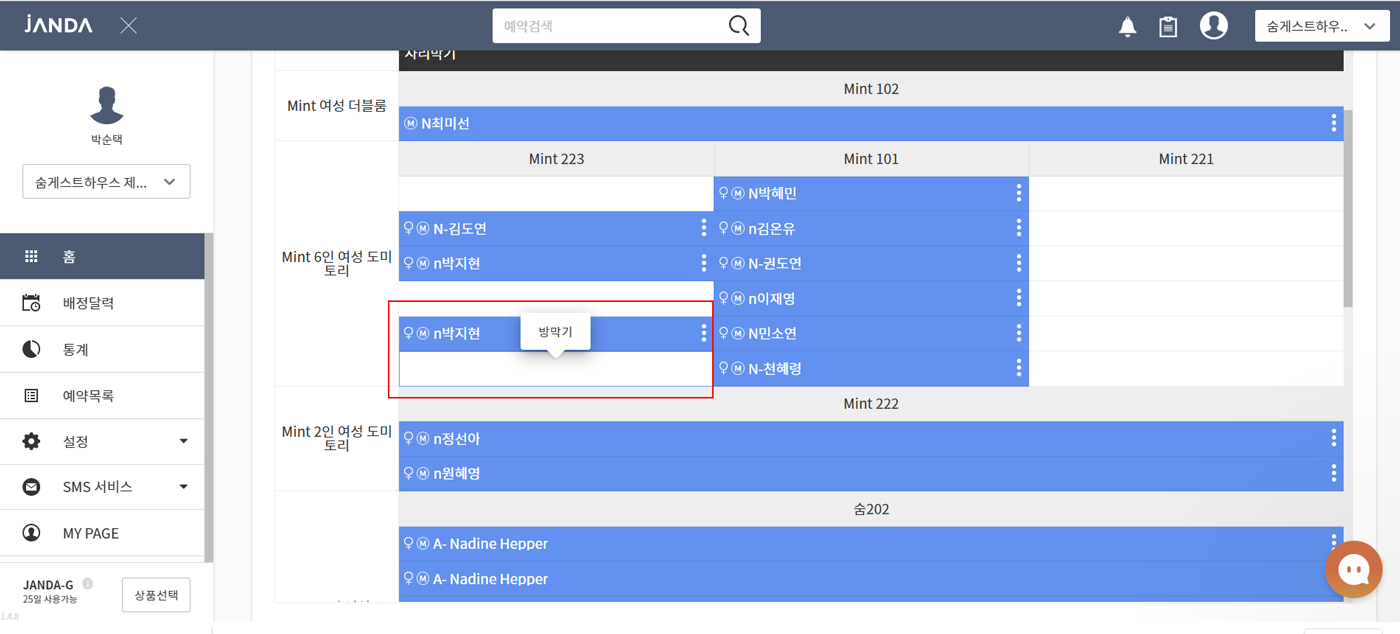 JANDA
예약검색
숨게스트하우..
박순택
숨게스트하우스 제...
홈
배정달력
통계
예약목록
설정
SMS 서비스
MY PAGE
JANDA-G
25일 사용가능
상품선택
1.4.8
자리막기
Mint 여성 더블룸
Mint 102
N최미선
Mint 6인 여성 도미
토리
Mint 223
Mint 101
Mint 221
N박혜민
N-김도연
n김온유
n박지현
N-권도연
n이재영
n박지현
방막기
N민소연
N-천혜령
Mint 2인 여성 도미
토리
Mint 222
n정선아
n원혜영
숨202
A- Nadine Hepper
A- Nadine Hepper